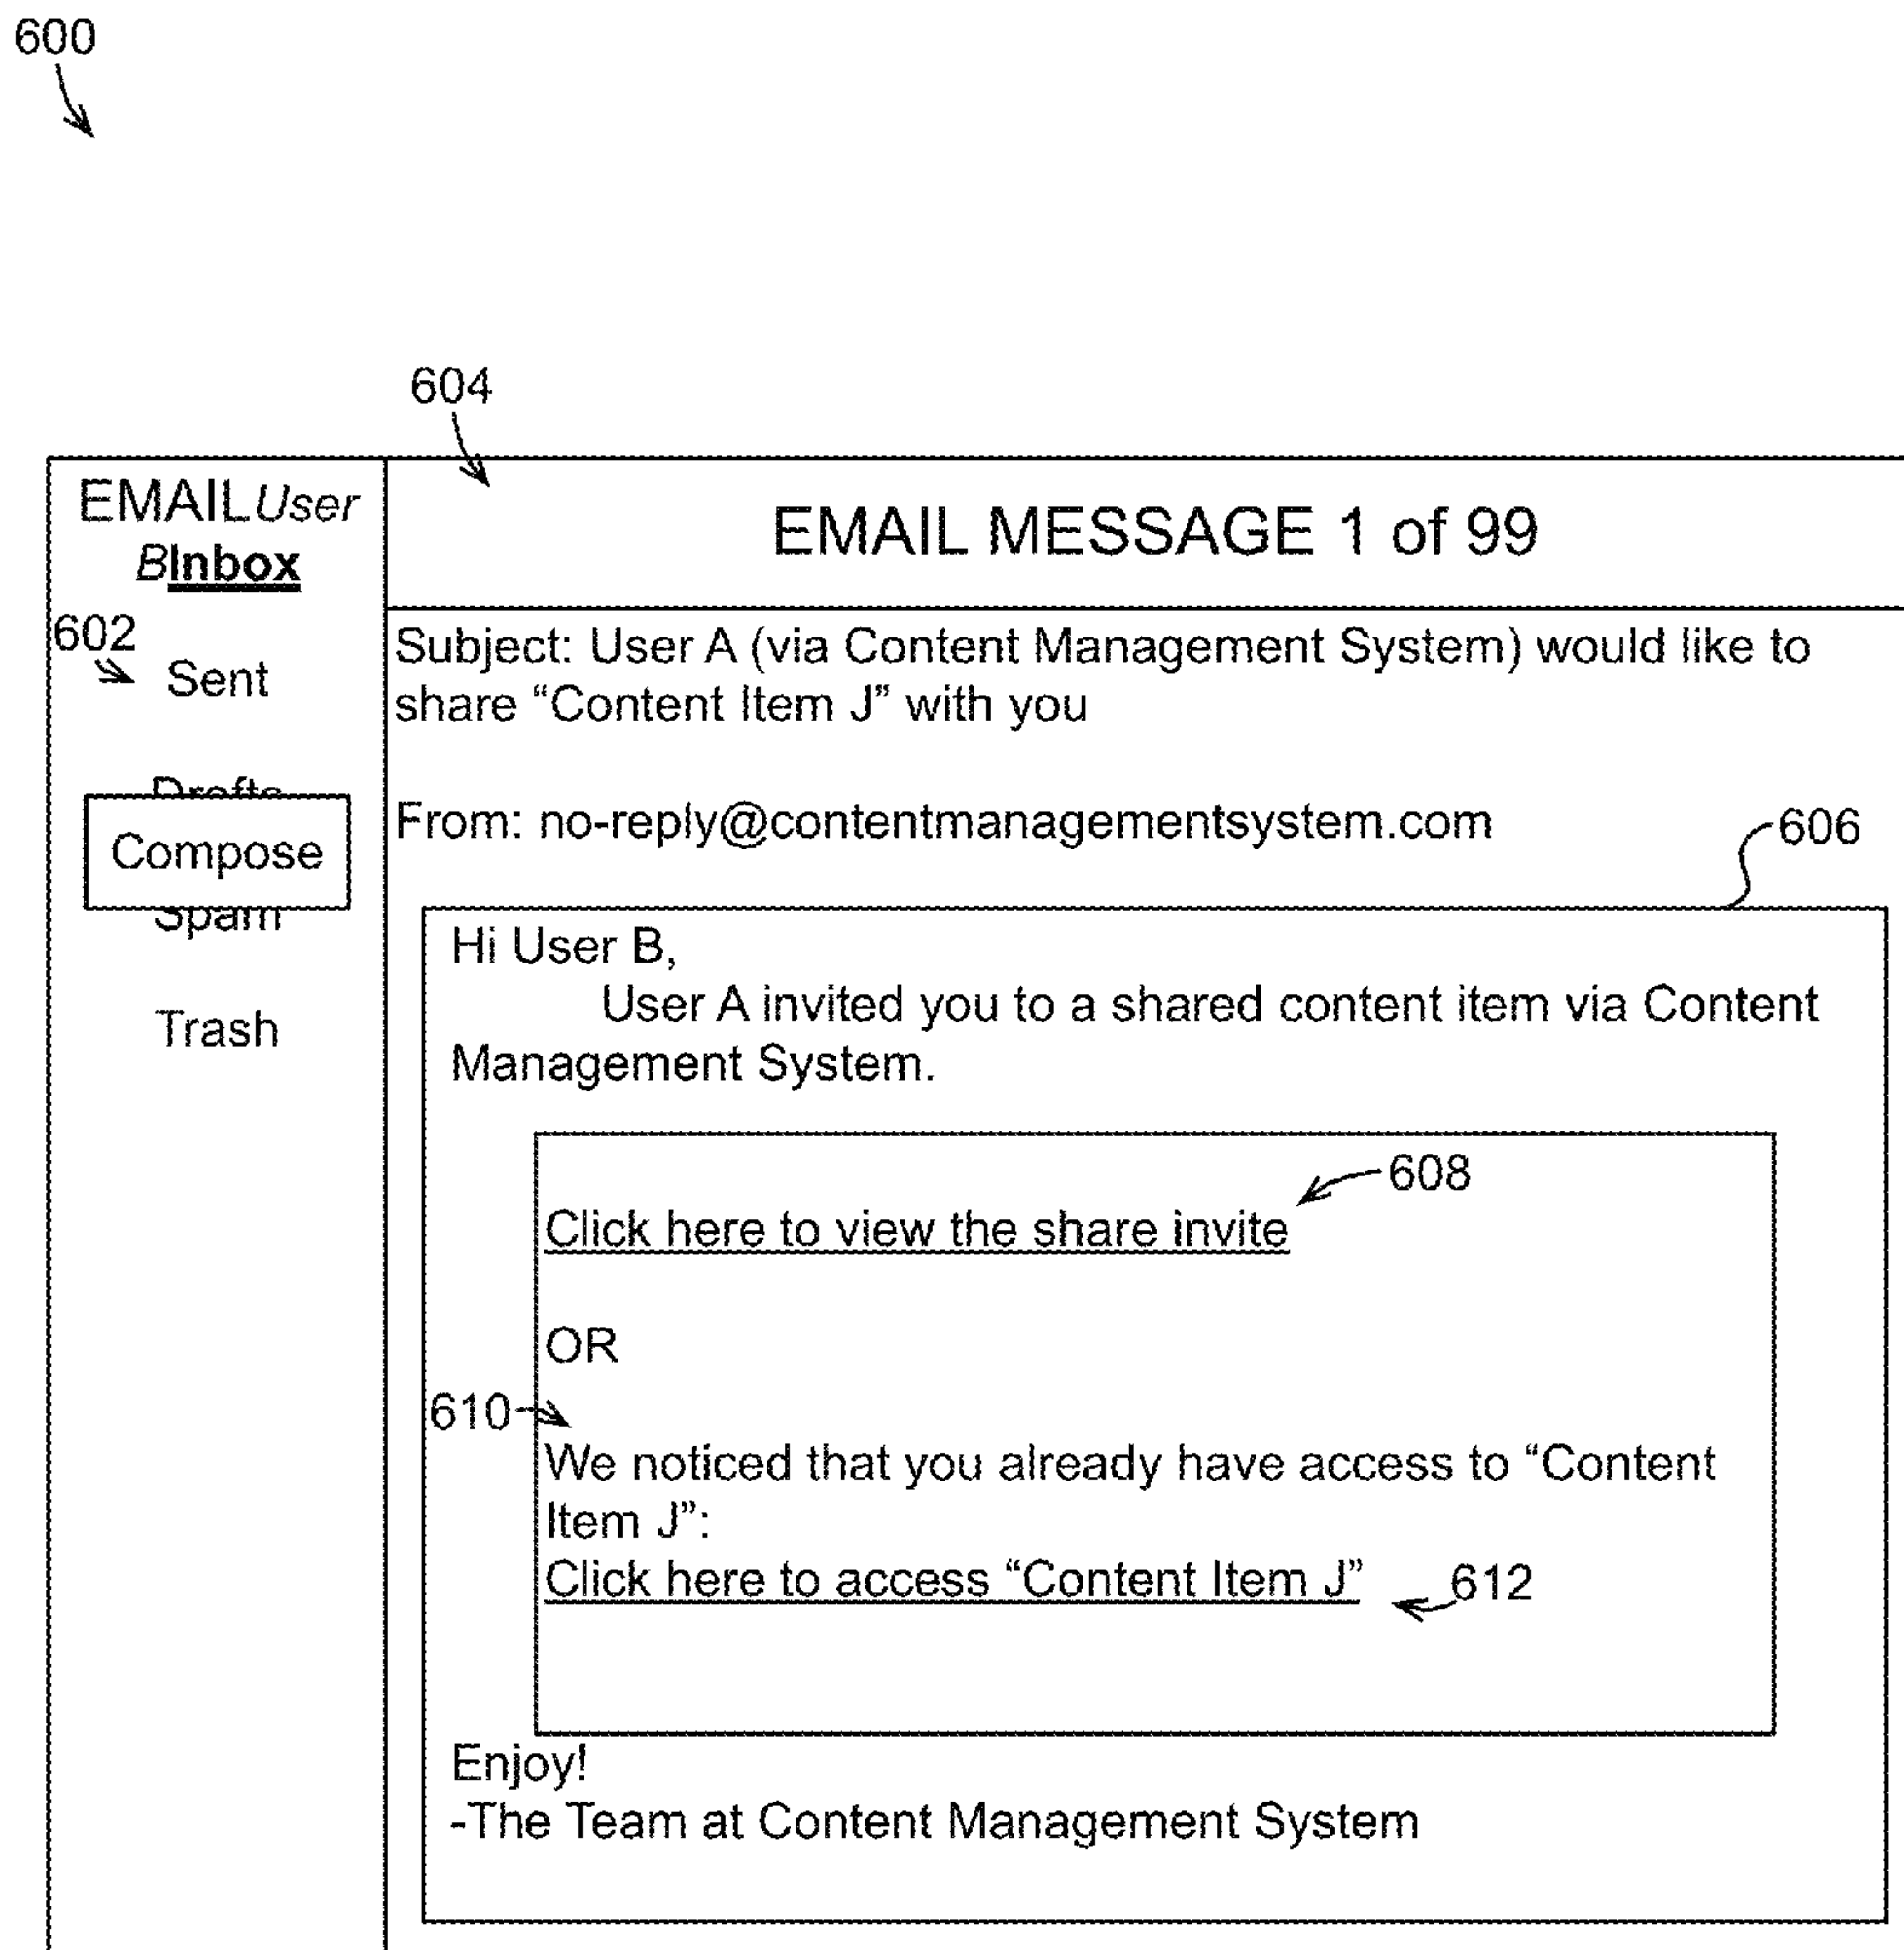 600
604
EMAILUser
BInbox
602
Sent
Drafts
Compose
Spam
Trash
EMAIL MESSAGE 1 of 99
Subject: User A (via Content Management System) would like to
share “Content Item J” with you
From: no-reply@contentmanagementsystem.com
606
Hi User B,
User A invited you to a shared content item via Content
Management System.
608
Click here to view the share invite
OR
610
We noticed that you already have access to “Content
Item J”:
Click here to access “Content Item J”
612
Enjoy!
-The Team at Content Management System